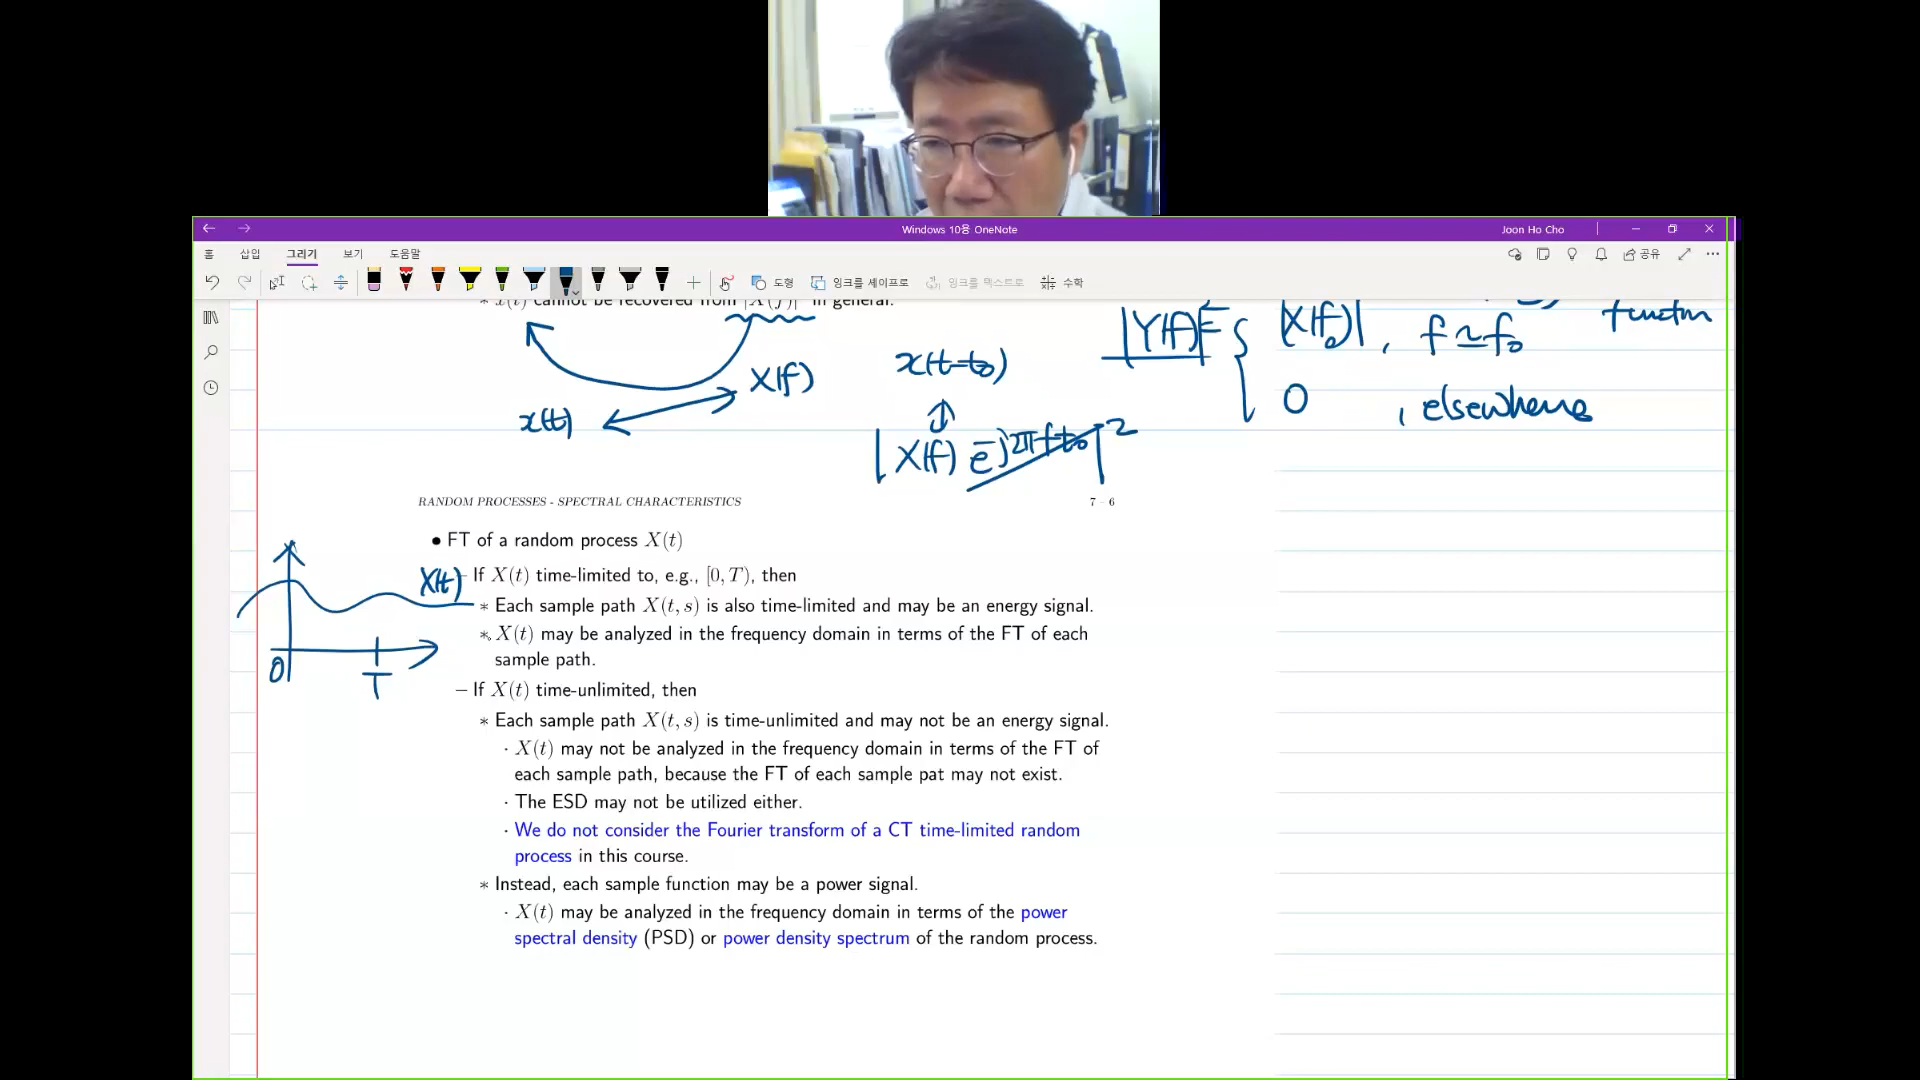 Windows 10용 OneNote
Joon Ho Cho
홈 삽입 그리기 보기 도움말
공유
도형 잉크를 셰이프로 잉크를 텍스트로 수학
* x(t) cannot be recovered from |X(f)|² in general.
x(t) X(f)
x(t-t₀)
|X(f) e^-j2πft₀|²
|Y(f)|= { |X(f₀)|, f≃f₀
0 , elsewhere
function
RANDOM PROCESSES - SPECTRAL CHARACTERISTICS 7 - 6
• FT of a random process X(t)
– If X(t) time-limited to, e.g., [0, T), then
∗ Each sample path X(t, s) is also time-limited and may be an energy signal.
∗ X(t) may be analyzed in the frequency domain in terms of the FT of each
sample path.
– If X(t) time-unlimited, then
∗ Each sample path X(t, s) is time-unlimited and may not be an energy signal.
· X(t) may not be analyzed in the frequency domain in terms of the FT of
each sample path, because the FT of each sample pat may not exist.
· The ESD may not be utilized either.
· We do not consider the Fourier transform of a CT time-limited random
process in this course.
∗ Instead, each sample function may be a power signal.
· X(t) may be analyzed in the frequency domain in terms of the power
spectral density (PSD) or power density spectrum of the random process.
X(t)
0 T